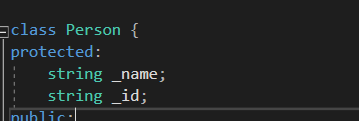 class Person {
protected:
string _name;
string _id;
public: